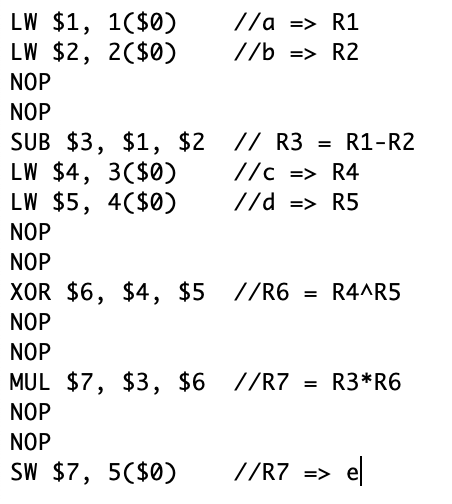 LW $1, 1($0)    //a => R1
LW $2, 2($0)    //b => R2
NOP
NOP
SUB $3, $1, $2  // R3 = R1-R2
LW $4, 3($0)    //c => R4
LW $5, 4($0)    //d => R5
NOP
NOP
XOR $6, $4, $5  //R6 = R4^R5
NOP
NOP
MUL $7, $3, $6  //R7 = R3*R6
NOP
NOP
SW $7, 5($0)    //R7 => e